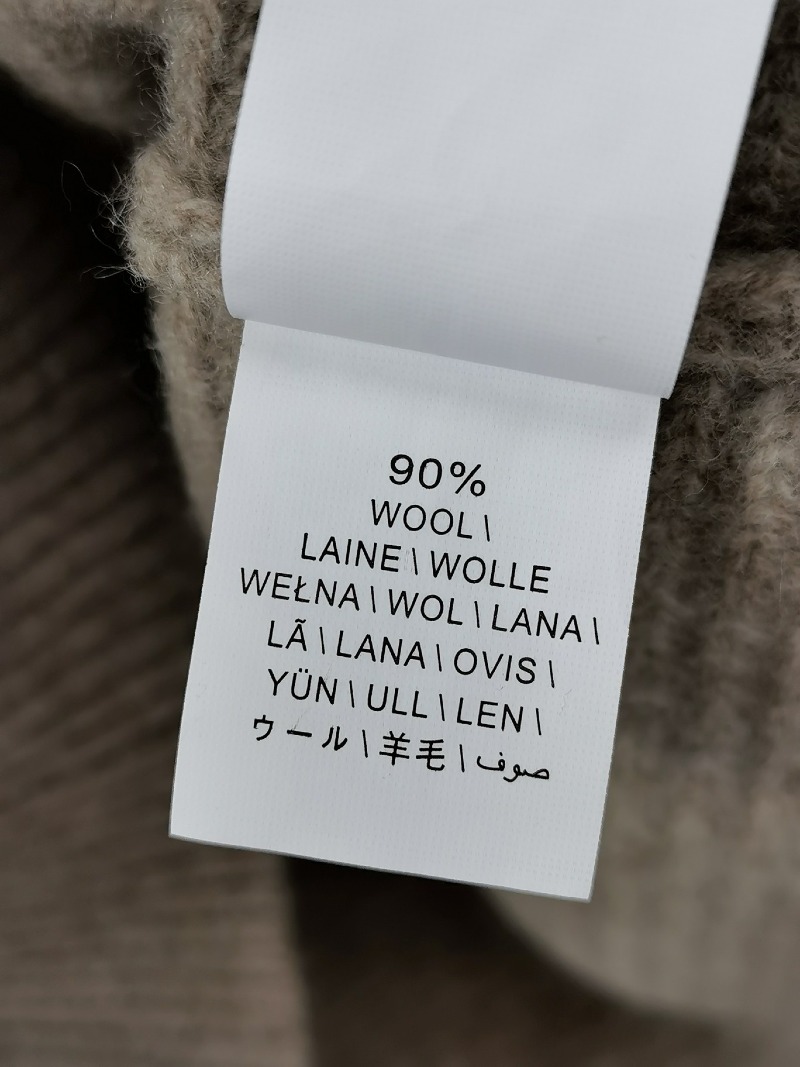 90%
WOOL \
LAINE \ WOLLE
WEŁNA \ WOL \ LANA \
LÃ \ LANA \ OVIS \
YÜN \ ULL \ LEN \
ウール \ 羊毛 \ صوف